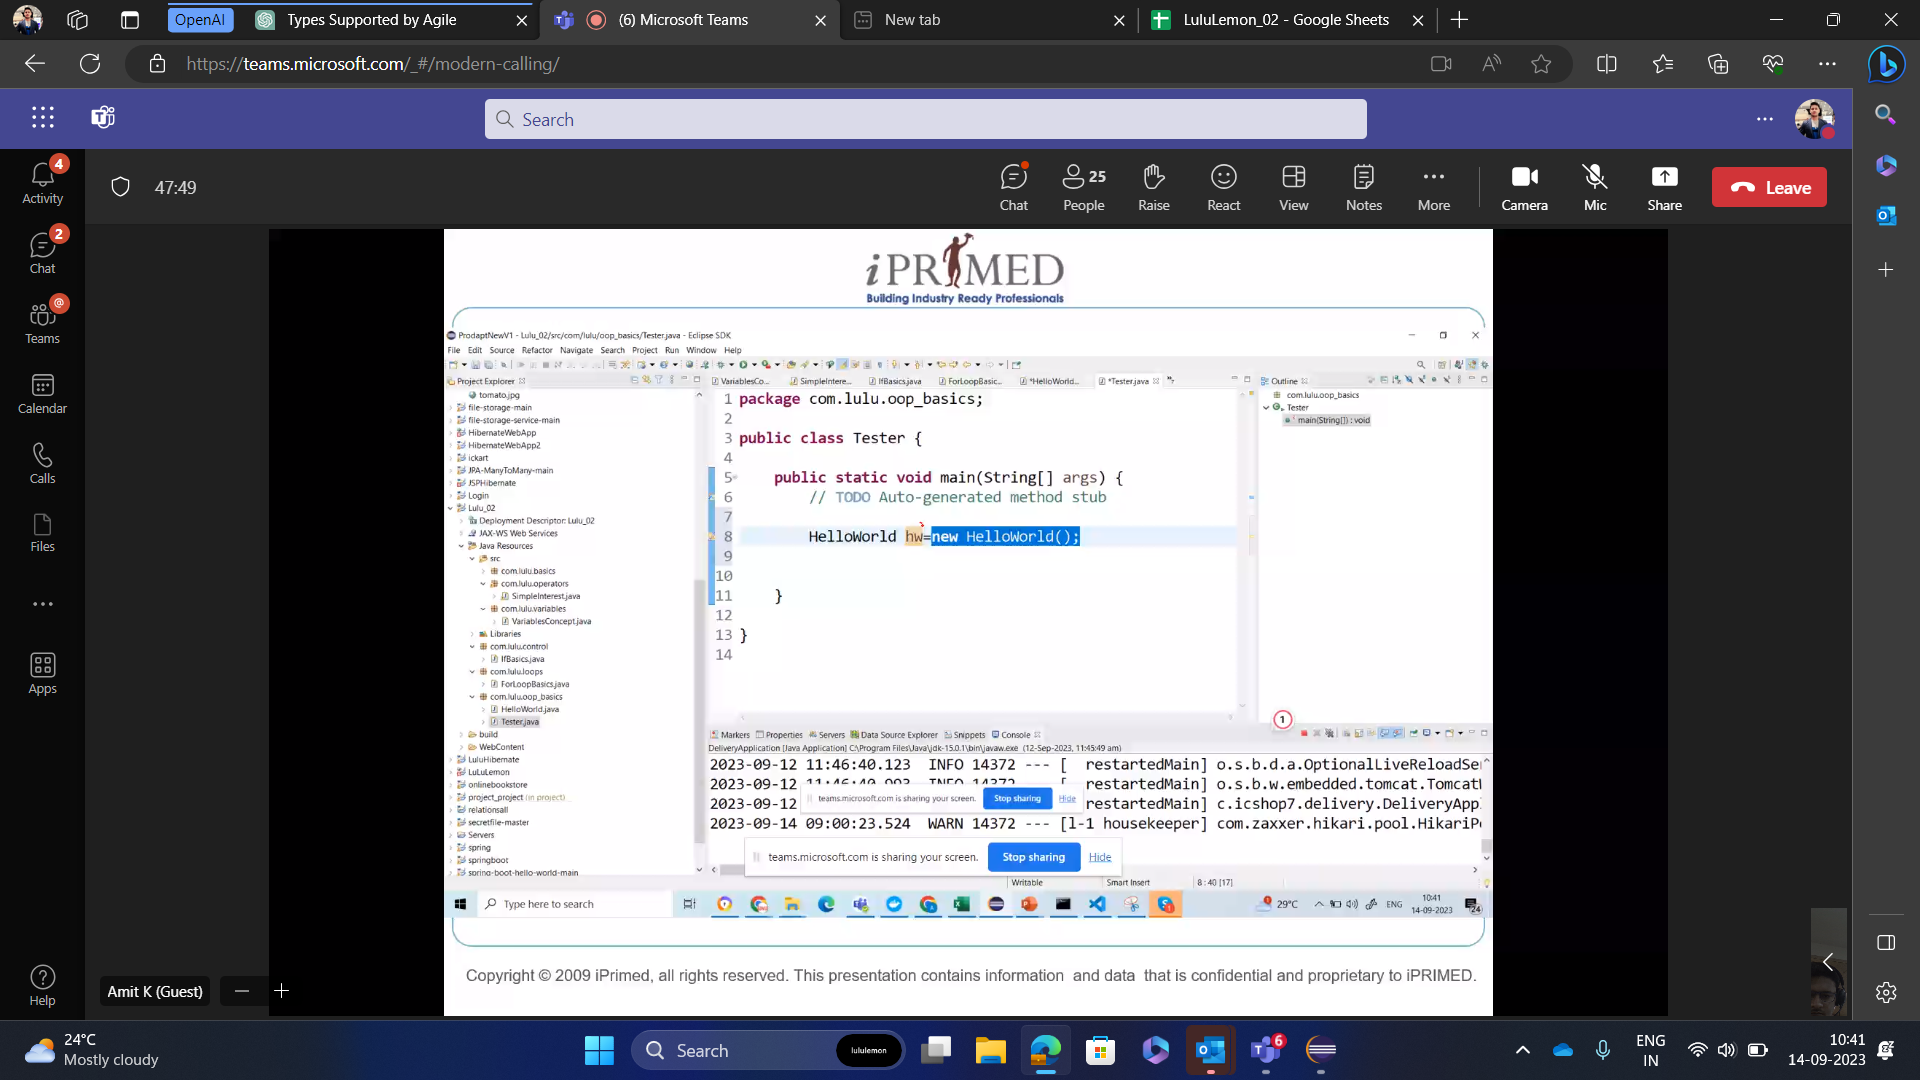 OpenAI
Types Supported by Agile
(6) Microsoft Teams
New tab
LuluLemon_02 - Google Sheets
https://teams.microsoft.com/_#/modern-calling/
Search
47:49
Chat
25
People
Raise
React
View
Notes
More
Camera
Mic
Share
Leave
4
Activity
2
Chat
@
Teams
Calendar
Calls
Files
Apps
Help
iPRIMED
Building Industry Ready Professionals
ProdaptNewV1 - Lulu_02/src/com/lulu/oop_basics/Tester.java - Eclipse SDK
File Edit Source Refactor Navigate Search Project Run Window Help
Project Explorer
tomato.jpg
file-storage-main
file-storage-service-main
HibernateWebApp
HibernateWebApp2
ickart
JPA-ManyToMany-main
JSPHibernate
Login
Lulu_02
Deployment Descriptor: Lulu_02
JAX-WS Web Services
Java Resources
src
com.lulu.basics
com.lulu.operators
SimpleInterest.java
com.lulu.variables
VariablesConcept.java
Libraries
com.lulu.control
IfBasics.java
com.lulu.loops
ForLoopBasics.java
com.lulu.oop_basics
HelloWorld.java
Tester.java
build
WebContent
LuluHibernate
LuLuLemon
onlinebookstore
project_project (in project)
relationsall
secretfile-master
Servers
spring
springboot
spring-boot-hello-world-main
VariablesCo...
SimpleIntere...
IfBasics.java
ForLoopBasic...
*HelloWorld...
*Tester.java
1 package com.lulu.oop_basics;
2
3 public class Tester {
4
5 public static void main(String[] args) {
6 // TODO Auto-generated method stub
7
8 HelloWorld hw=new HelloWorld();
9
10
11 }
12
13 }
14
Outline
com.lulu.oop_basics
Tester
main(String[]) : void
1
Markers Properties Servers Data Source Explorer Snippets Console
DeliveryApplication [Java Application] C:\Program Files\Java\jdk-15.0.1\bin\javaw.exe (12-Sep-2023, 11:45:49 am)
2023-09-12 11:46:40.123 INFO 14372 --- [ restartedMain] o.s.b.d.a.OptionalLiveReloadSe
2023-09-12 11:46:40.993 INFO 14372 --- [ restartedMain] o.s.b.w.embedded.tomcat.Tomcat
2023-09-12 restartedMain] c.icshop7.delivery.DeliveryApp
2023-09-14 09:00:23.524 WARN 14372 --- [l-1 housekeeper] com.zaxxer.hikari.pool.HikariP
teams.microsoft.com is sharing your screen. Stop sharing Hide
teams.microsoft.com is sharing your screen. Stop sharing Hide
Writable
Smart Insert
8 : 40 [17]
Type here to search
29°C
ENG
10:41
14-09-2023
24
Copyright © 2009 iPrimed, all rights reserved. This presentation contains information and data that is confidential and proprietary to iPRIMED.
Amit K (Guest)
24°C
Mostly cloudy
Search
lululemon
6
ENG
IN
10:41
14-09-2023